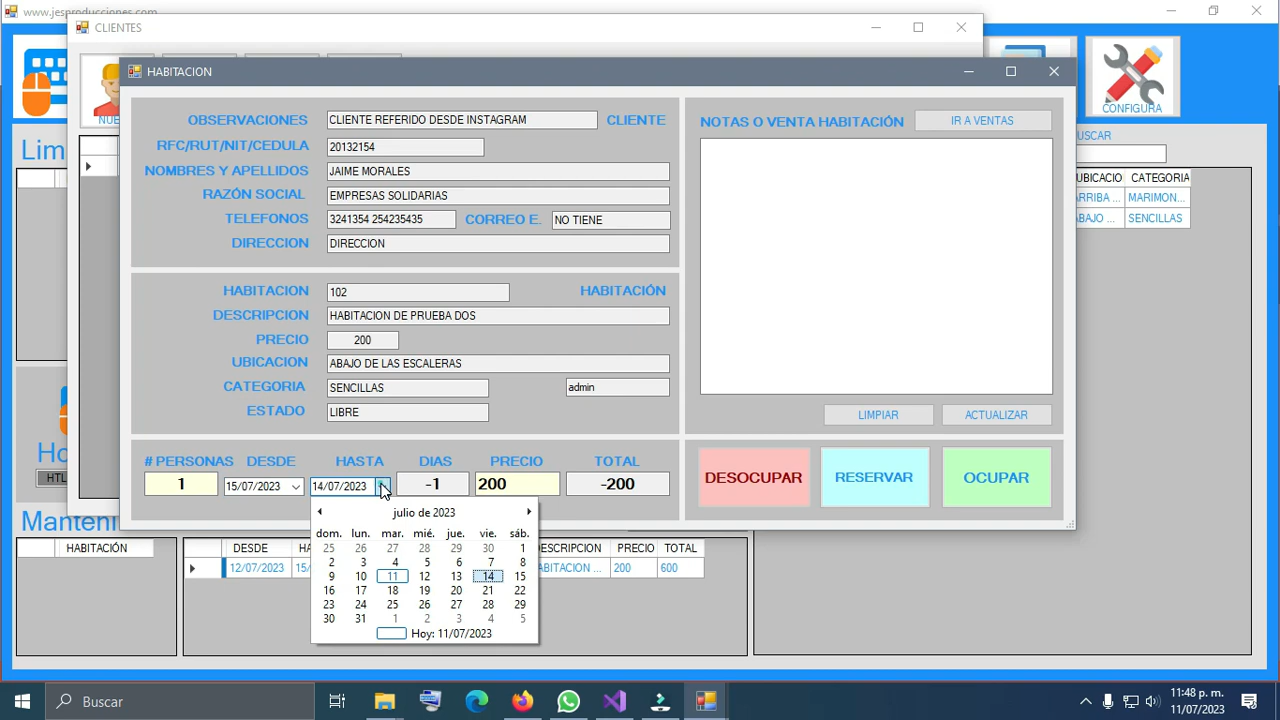 www.jesproducciones.com
CLIENTES
HABITACION
CONFIGURA
OBSERVACIONES CLIENTE REFERIDO DESDE INSTAGRAM CLIENTE
RFC/RUT/NIT/CEDULA 20132154
NOMBRES Y APELLIDOS JAIME MORALES
RAZÓN SOCIAL EMPRESAS SOLIDARIAS
TELEFONOS 3241354 254235435 CORREO E. NO TIENE
DIRECCION DIRECCION
HABITACION 102 HABITACIÓN
DESCRIPCION HABITACION DE PRUEBA DOS
PRECIO 200
UBICACION ABAJO DE LAS ESCALERAS
CATEGORIA SENCILLAS admin
ESTADO LIBRE
# PERSONAS DESDE HASTA DIAS PRECIO TOTAL
1 15/07/2023 14/07/2023 -1 200 -200
NOTAS O VENTA HABITACIÓN IR A VENTAS
LIMPIAR ACTUALIZAR
DESOCUPAR RESERVAR OCUPAR
julio de 2023
dom. lun. mar. mié. jue. vie. sáb.
25 26 27 28 29 30 1
2 3 4 5 6 7 8
9 10 11 12 13 14 15
16 17 18 19 20 21 22
23 24 25 26 27 28 29
30 31 1 2 3 4 5
Hoy: 11/07/2023
NUE
Lim
Ho
HTL
Manteni
HABITACIÓN
DESDE HA DESCRIPCION PRECIO TOTAL
12/07/2023 15/ HABITACION ... 200 600
USCAR
UBICACIO CATEGORIA
ARRIBA ... MARIMON...
ABAJO ... SENCILLAS
Buscar
11:48 p. m.
11/07/2023